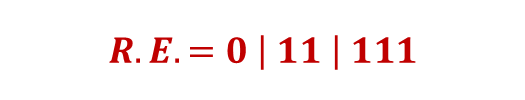 R.E.= 0 | 11 | 111